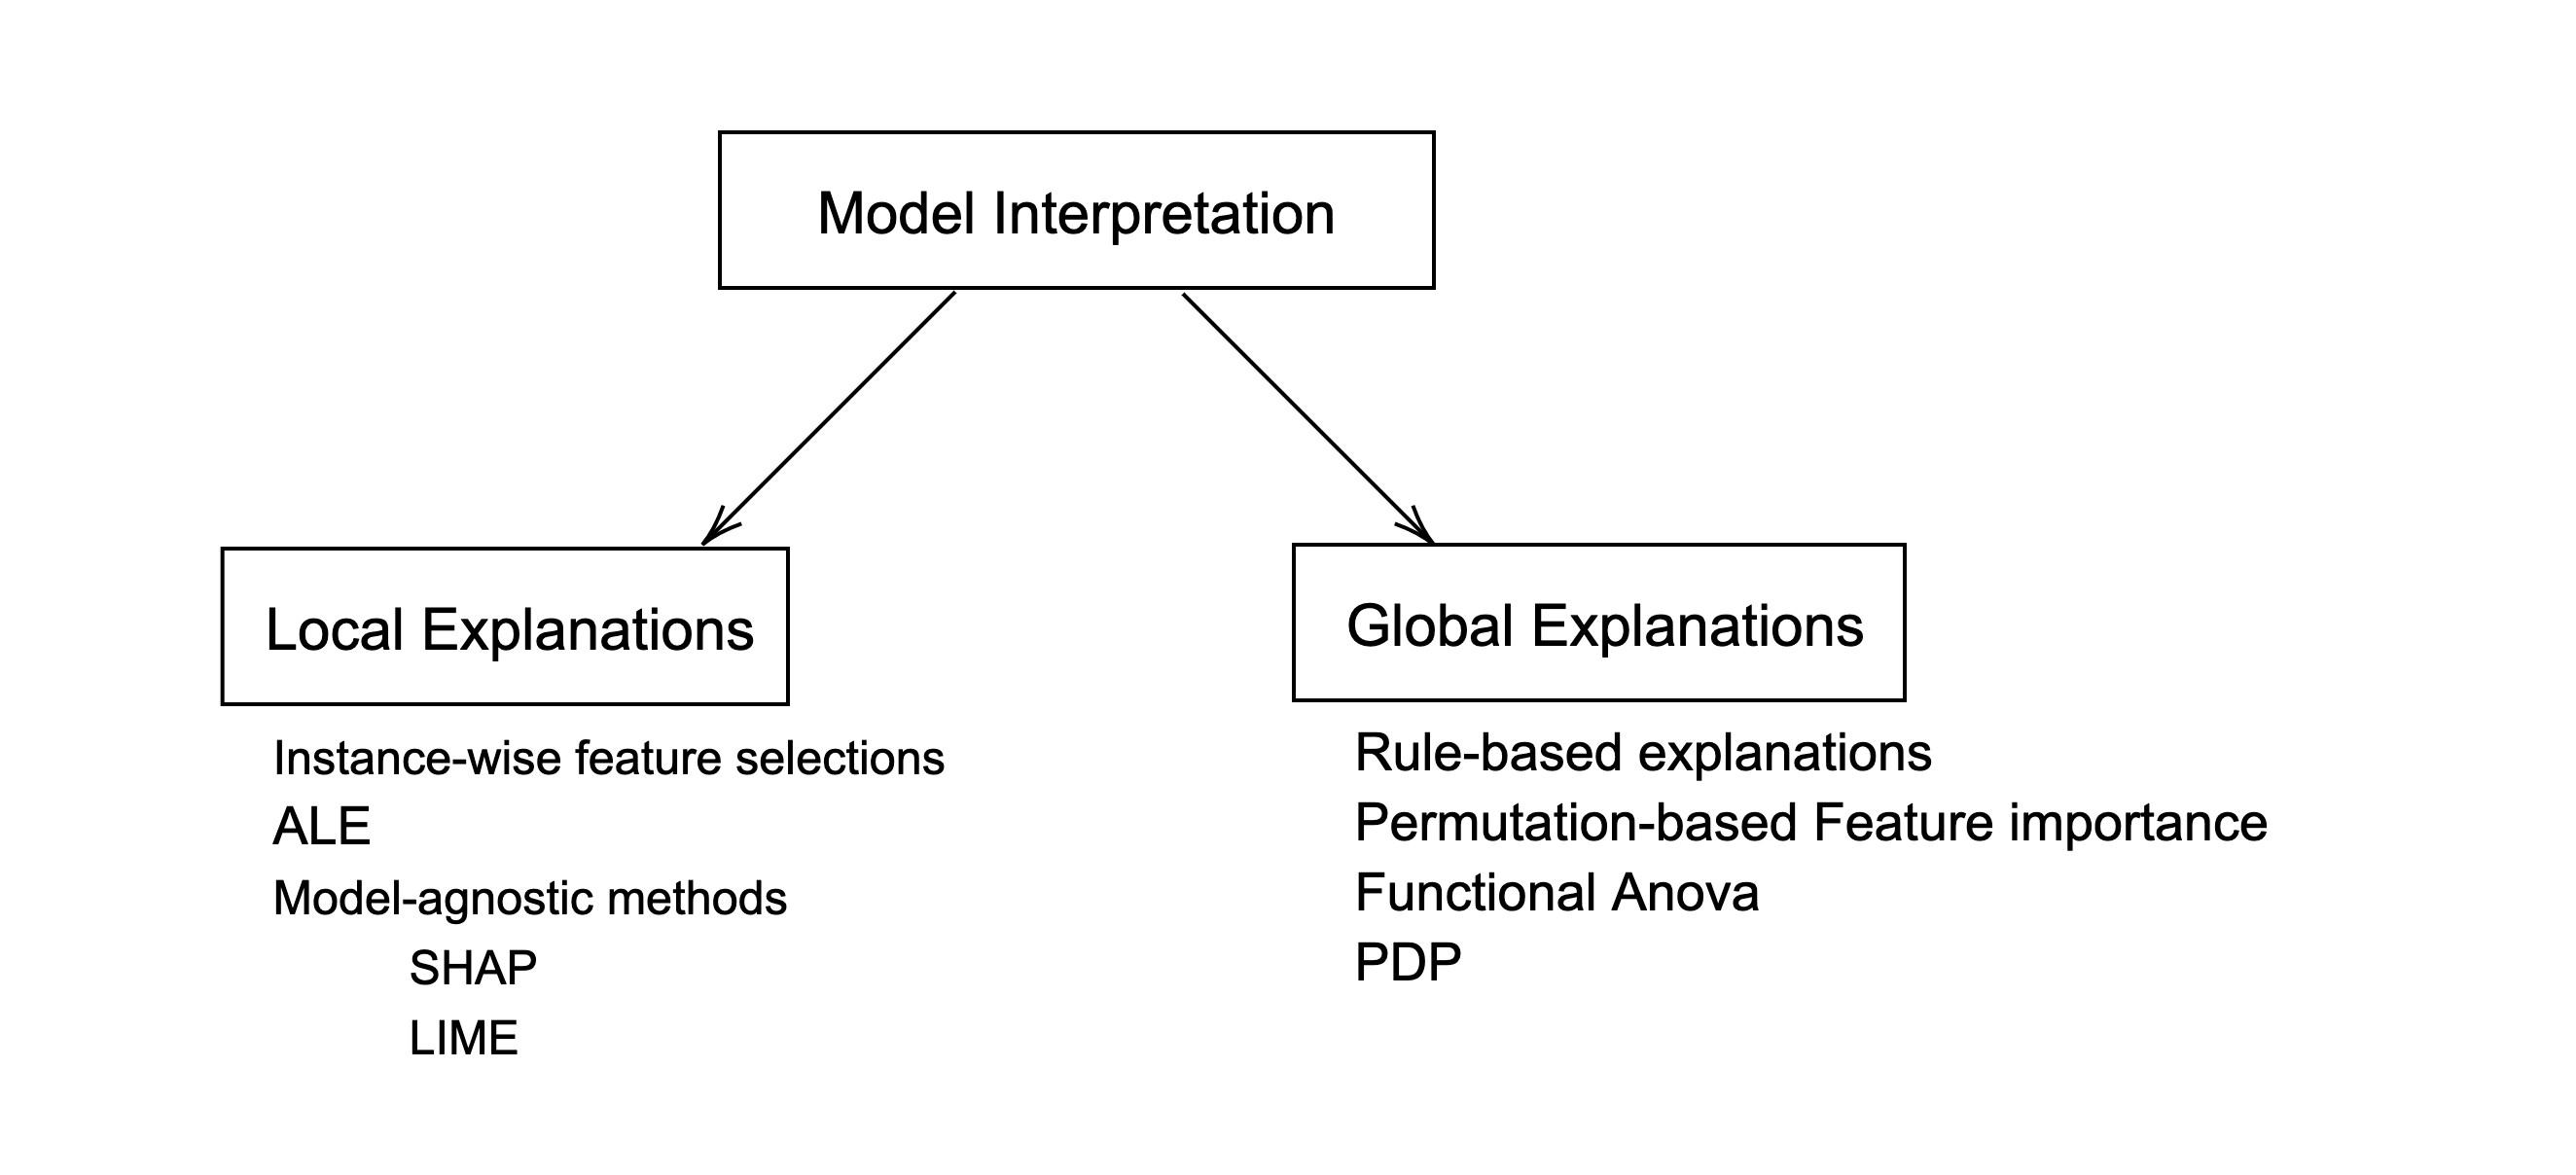 Model Interpretation
Local Explanations
Instance-wise feature selections
ALE
Model-agnostic methods
SHAP
LIME
Global Explanations
Rule-based explanations
Permutation-based Feature importance
Functional Anova
PDP